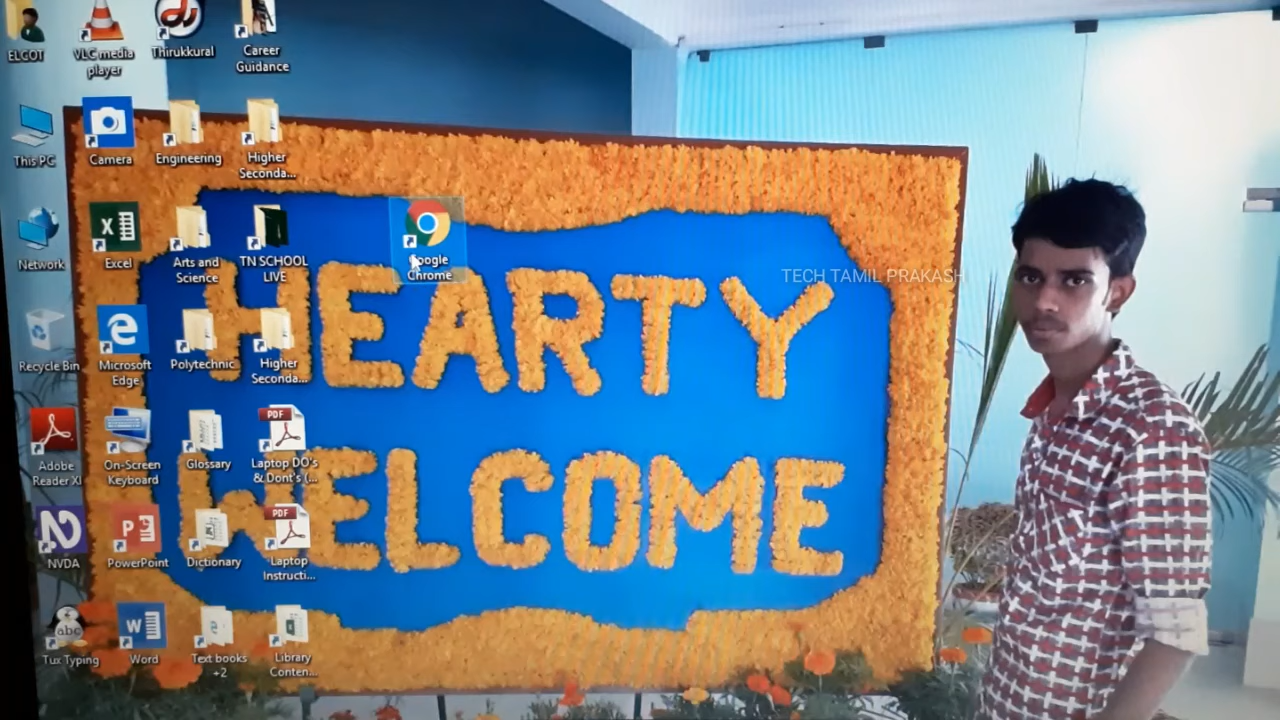 ELCOT
VLC media
player
Thirukkural
Career
Guidance
This PC
Camera
Engineering
Higher
Seconda...
Network
Excel
Arts and
Science
TN SCHOOL
LIVE
Google
Chrome
TECH TAMIL PRAKASH
Recycle Bin
Microsoft
Edge
Polytechnic
Higher
Seconda...
HEARTY
Adobe
Reader XI
On-Screen
Keyboard
Glossary
PDF
Laptop DO's
& Dont's (...
WELCOME
NVDA
PowerPoint
Dictionary
PDF
Laptop
Instructi...
abc
Tux Typing
Word
Text books
+2
Library
Conten...